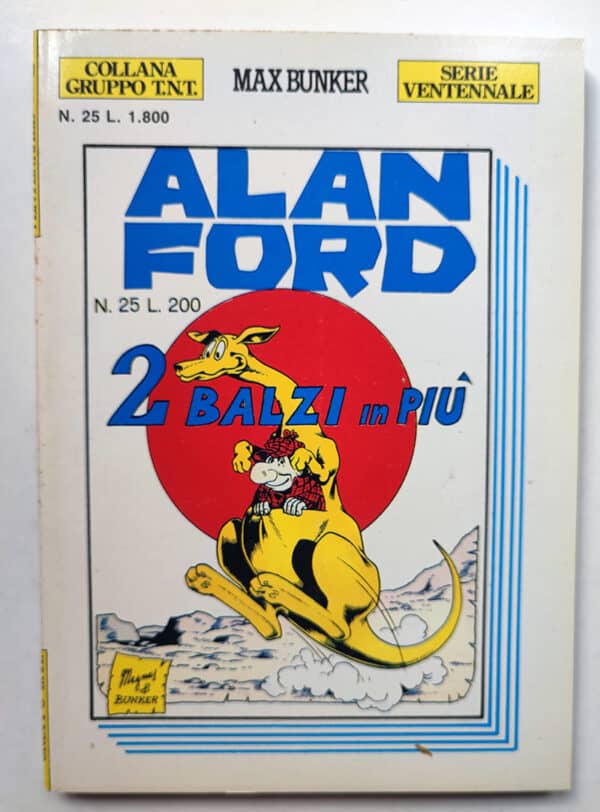 COLLANA
GRUPPO T.N.T.
MAX BUNKER
SERIE
VENTENNALE
N. 25 L. 1.800
ALAN
FORD
N. 25 L. 200
2 BALZI in PIÙ
Magnus
&
BUNKER